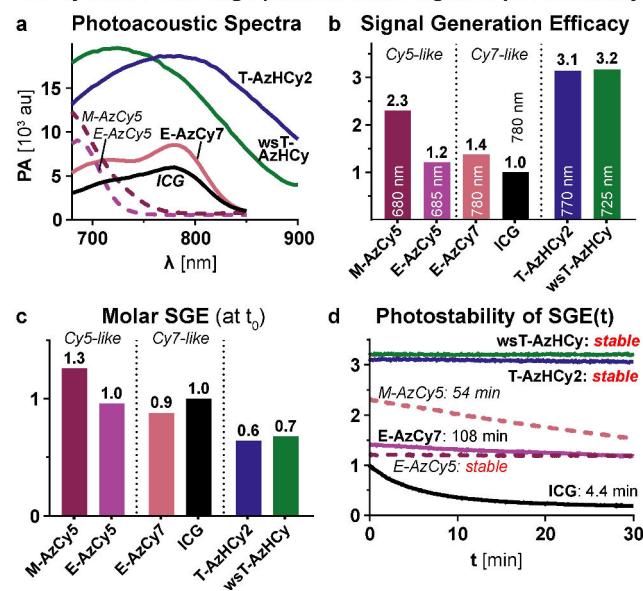 a Photoacoustic Spectra
PA [10³ au]
20
10
0
700
800
900
λ [nm]
T-AzHCy2
wsT-
AzHCy
M-AzCy5
E-AzCy5
E-AzCy7
ICG
b Signal Generation Efficacy
Cy5-like
Cy7-like
3
2
1
2.3
1.2
1.4
1.0
3.1
3.2
680 nm
685 nm
780 nm
780 nm
770 nm
725 nm
M-AzCy5
E-AzCy5
E-AzCy7
ICG
T-AzHCy2
wsT-AzHCy
c Molar SGE (at t₀)
Cy5-like
Cy7-like
1
0
1.3
1.0
0.9
1.0
0.6
0.7
M-AzCy5
E-AzCy5
E-AzCy7
ICG
T-AzHCy2
wsT-AzHCy
d Photostability of SGE(t)
3
2
1
0
wsT-AzHCy: stable
T-AzHCy2: stable
M-AzCy5: 54 min
E-AzCy7: 108 min
E-AzCy5: stable
ICG: 4.4 min
0
10
20
30
t [min]